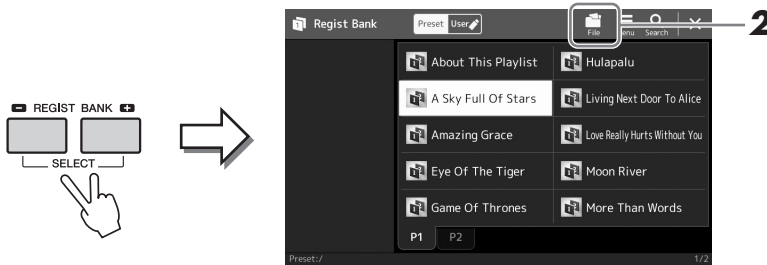 REGIST BANK
SELECT
1 Regist Bank
Preset User
File
Menu
Search
2
About This Playlist
Hulapalu
A Sky Full Of Stars
Living Next Door To Alice
Amazing Grace
Love Really Hurts Without You
Eye Of The Tiger
Moon River
Game Of Thrones
More Than Words
P1 P2
Preset:/
1/2